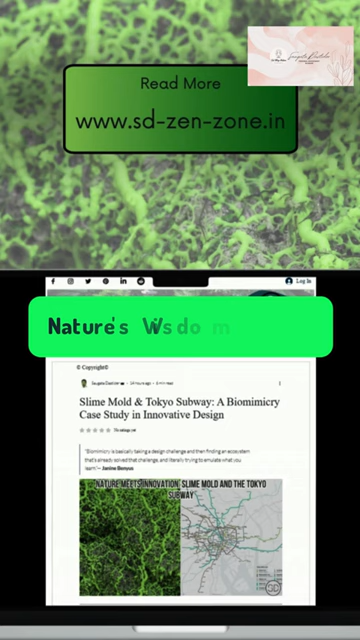 Read More
www.sd-zen-zone.in
Log In
Nature's Wisdom
© Copyright©
Slime Mold & Tokyo Subway: A Biomimicry
Case Study in Innovative Design
"Biomimicry is basically taking a design challenge and then finding an ecosystem
that's already solved that challenge, and literally trying to emulate what you
learn."— Janine Benyus
NATURE MEETS INNOVATION: SLIME MOLD AND THE TOKYO
SUBWAY